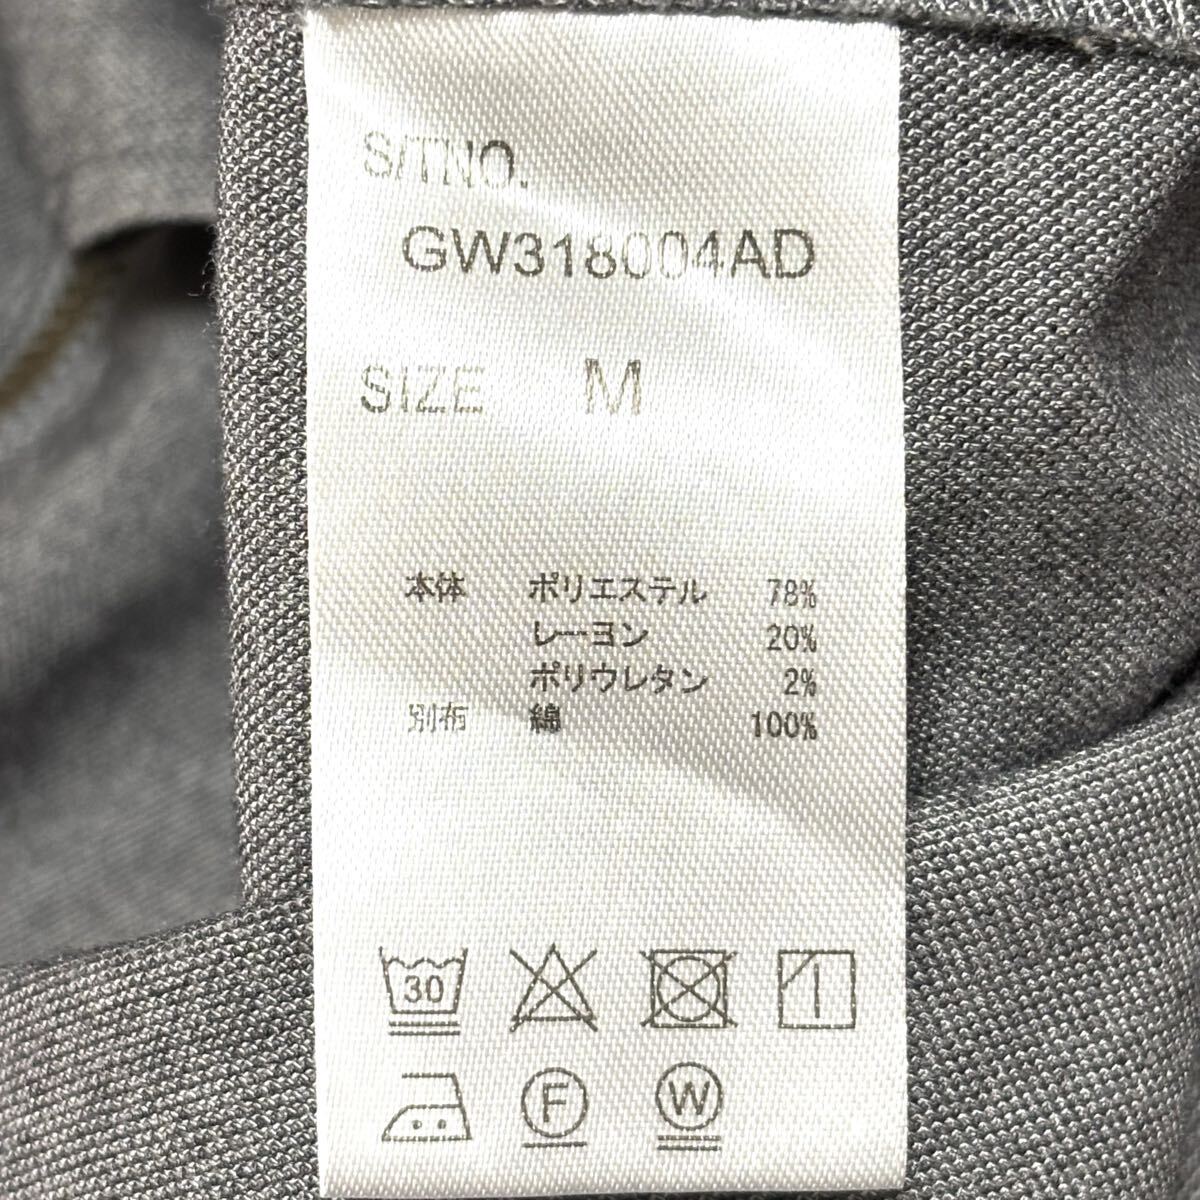 S/TNO.
GW318004AD
SIZE M
本体 ポリエステル 78%
レーヨン 20%
ポリウレタン 2%
別布 綿 100%
30
F W